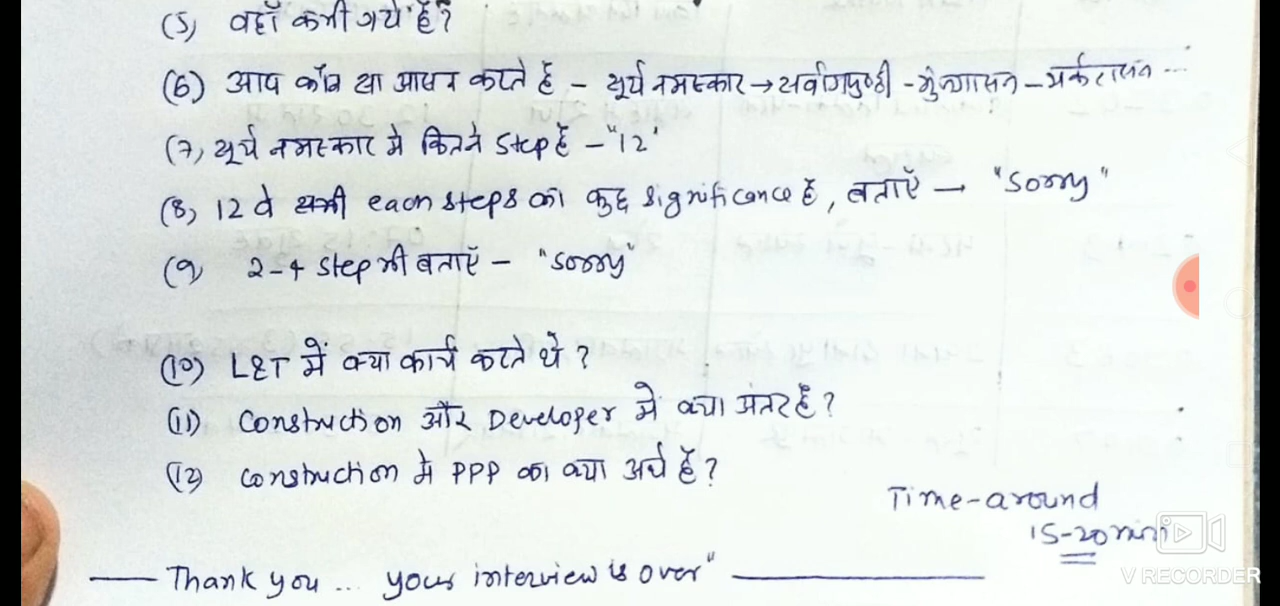 (5) वहाँ कभी गये हैं?
(6) आप कौन सा आसन करते हैं - सूर्य नमस्कार → सर्वांगपुष्टी - - मर्कटासन ...
(7) सूर्य नमस्कार मे कितने Step हैं - "12"
(8) 12 के सभी each steps का कुछ significance है, बताएँ → "Sorry"
(9) 2-4 Step भी बताएँ - "Sorry"
(10) L&T में क्या कार्य करते थे?
(11) Construction और Developer में क्या अंतर है?
(12) Construction मे PPP का क्या अर्थ है?
Time-around
15-20 min
Thank you... your interview is over"
V RECORDER